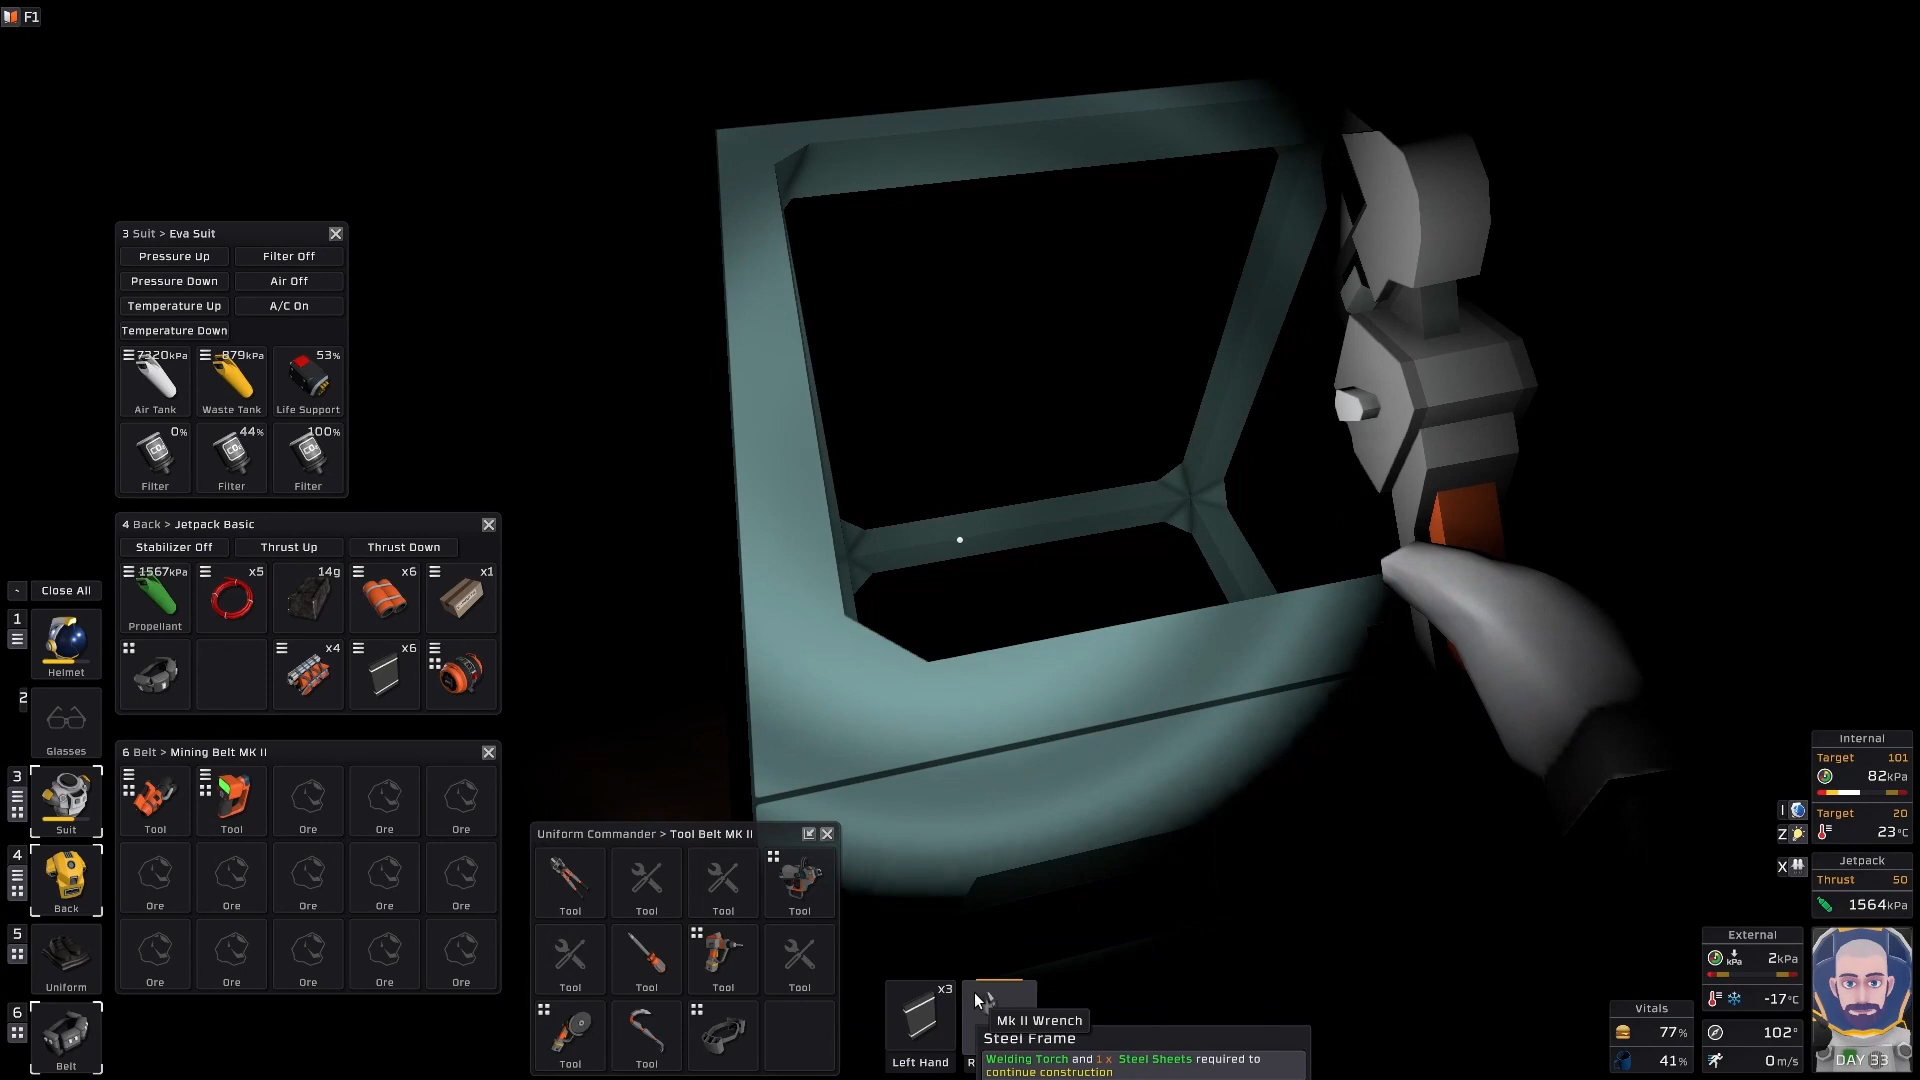 F1
3 Suit > Eva Suit
Pressure Up
Filter Off
Pressure Down
Air Off
Temperature Up
A/C On
Temperature Down
7320kPa
879kPa
53%
Air Tank
Waste Tank
Life Support
0%
44%
100%
Filter
Filter
Filter
4 Back > Jetpack Basic
Stabilizer Off
Thrust Up
Thrust Down
1567kPa
x5
14g
x6
x1
Propellant
x4
x6
~
Close All
1
Helmet
2
Glasses
3
Suit
4
Back
5
Uniform
6
Belt
6 Belt > Mining Belt MK II
Tool
Tool
Ore
Ore
Ore
Ore
Ore
Ore
Ore
Ore
Ore
Ore
Ore
Ore
Ore
Uniform Commander > Tool Belt MK II
Tool
Tool
Tool
Tool
Tool
Tool
Tool
Tool
Tool
Tool
x3
Left Hand
R
Mk II Wrench
Steel Frame
Welding Torch and 1 x Steel Sheets required to
continue construction
Internal
Target 101
82kPa
Target 20
23°C
I
Z
X
Jetpack
Thrust 50
1564kPa
External
kPa
2kPa
-17°C
102°
0m/s
Vitals
77%
41%
DAY 33